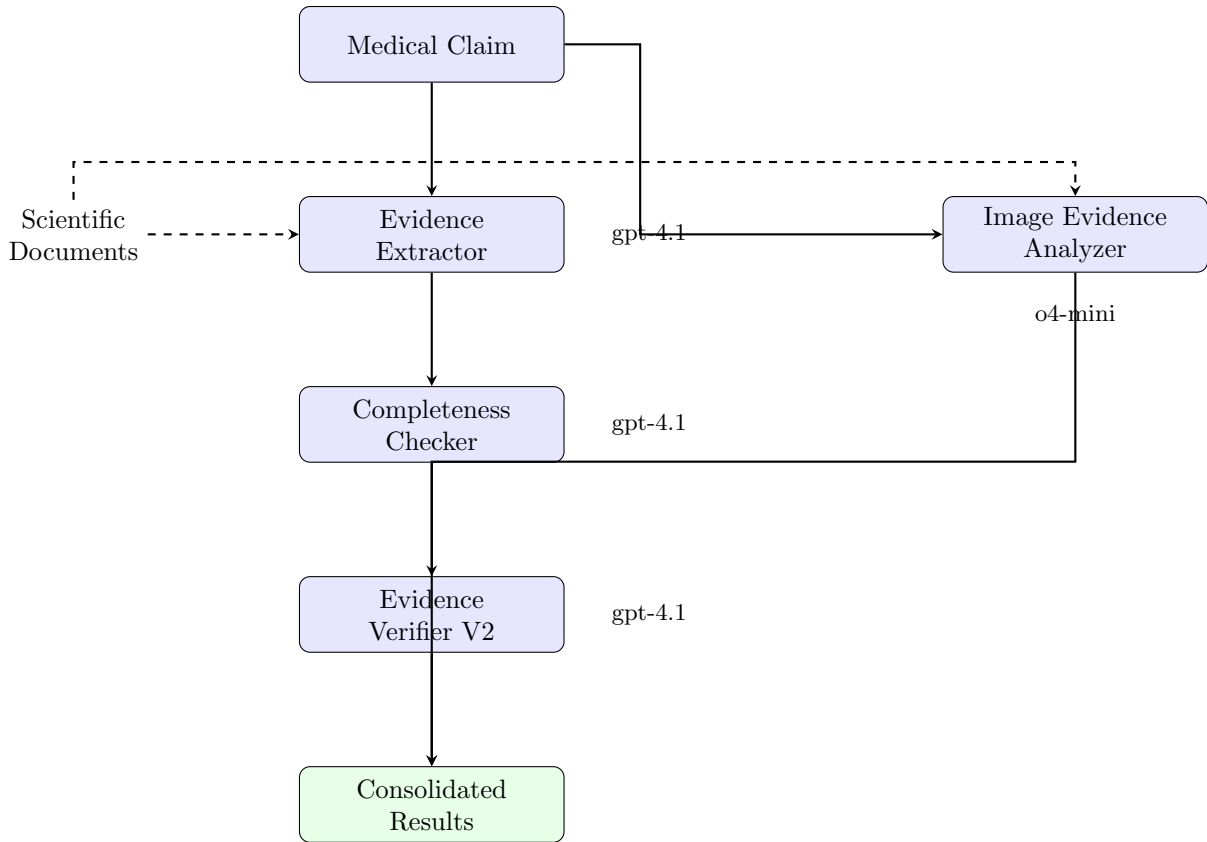 Medical Claim
Scientific
Documents
Evidence
Extractor
gpt-4.1
Image Evidence
Analyzer
o4-mini
Completeness
Checker
gpt-4.1
Evidence
Verifier V2
gpt-4.1
Consolidated
Results